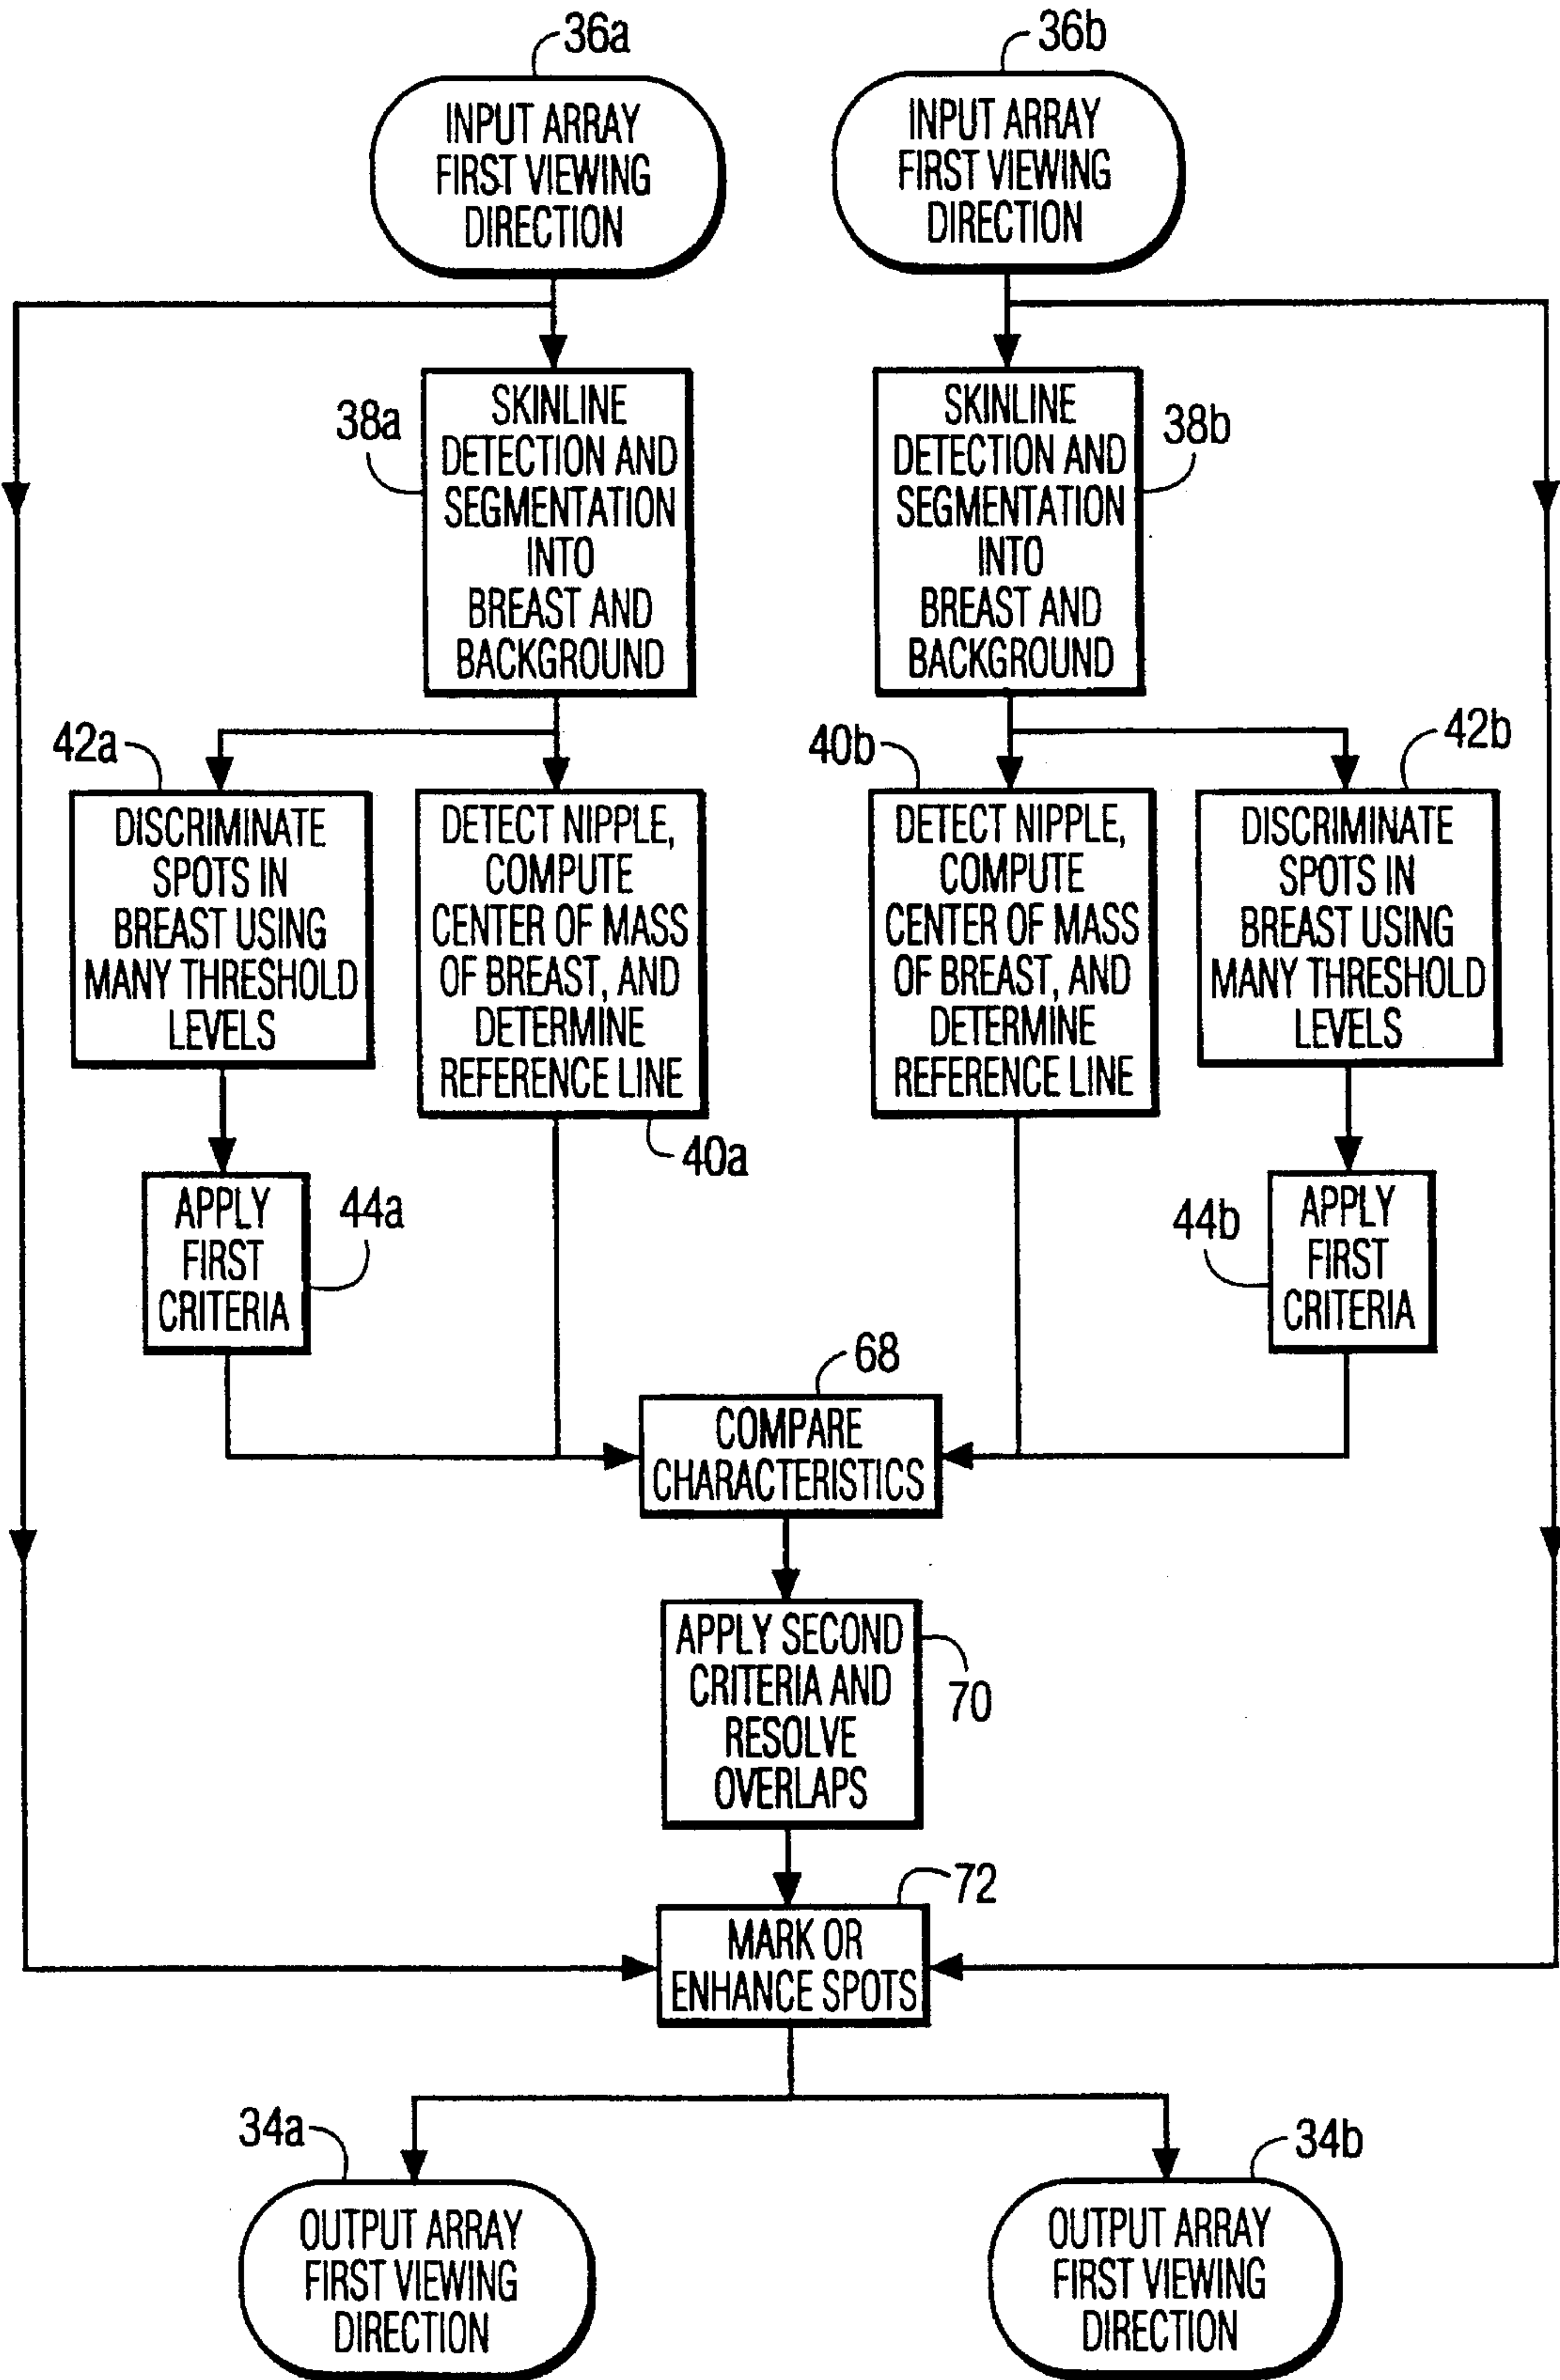 36a
36b
INPUT ARRAY
FIRST VIEWING
DIRECTION
INPUT ARRAY
FIRST VIEWING
DIRECTION
38a
SKINLINE
DETECTION AND
SEGMENTATION
INTO
BREAST AND
BACKGROUND
SKINLINE
DETECTION AND
SEGMENTATION
INTO
BREAST AND
BACKGROUND
38b
42a
40b
42b
DISCRIMINATE
SPOTS IN
BREAST USING
MANY THRESHOLD
LEVELS
DETECT NIPPLE,
COMPUTE
CENTER OF MASS
OF BREAST, AND
DETERMINE
REFERENCE LINE
DETECT NIPPLE,
COMPUTE
CENTER OF MASS
OF BREAST, AND
DETERMINE
REFERENCE LINE
DISCRIMINATE
SPOTS IN
BREAST USING
MANY THRESHOLD
LEVELS
40a
APPLY
FIRST
CRITERIA
44a
44b
APPLY
FIRST
CRITERIA
68
COMPARE
CHARACTERISTICS
APPLY SECOND
CRITERIA AND
RESOLVE
OVERLAPS
70
72
MARK OR
ENHANCE SPOTS
34a
34b
OUTPUT ARRAY
FIRST VIEWING
DIRECTION
OUTPUT ARRAY
FIRST VIEWING
DIRECTION